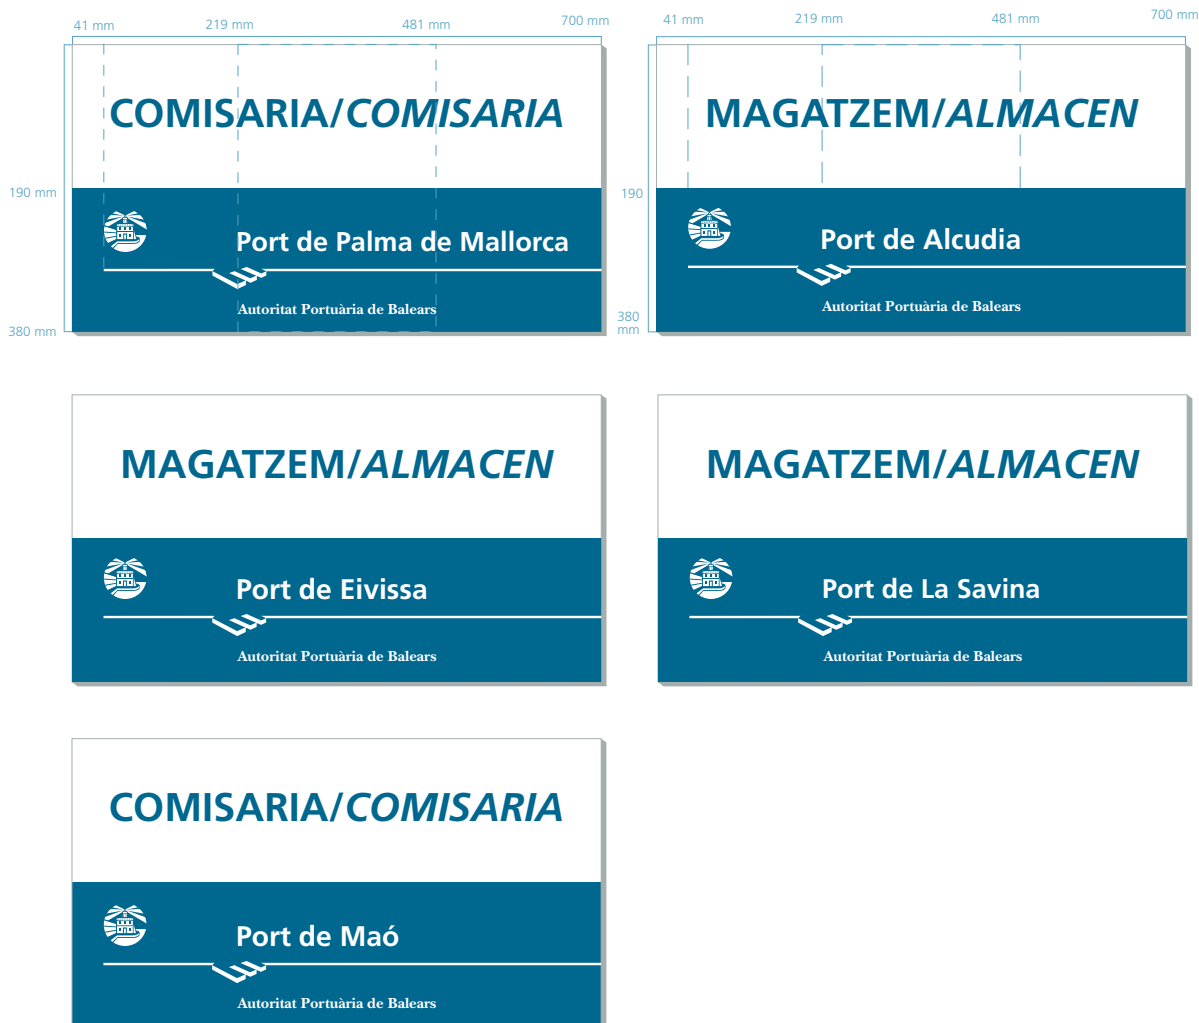 41 mm 219 mm 481 mm 700 mm
COMISARIA/COMISARIA
190 mm
Port de Palma de Mallorca
Autoritat Portuària de Balears
380 mm
41 mm 219 mm 481 mm 700 mm
MAGATZEM/ALMACEN
190
Port de Alcudia
Autoritat Portuària de Balears
380
mm
MAGATZEM/ALMACEN
Port de Eivissa
Autoritat Portuària de Balears
MAGATZEM/ALMACEN
Port de La Savina
Autoritat Portuària de Balears
COMISARIA/COMISARIA
Port de Maó
Autoritat Portuària de Balears